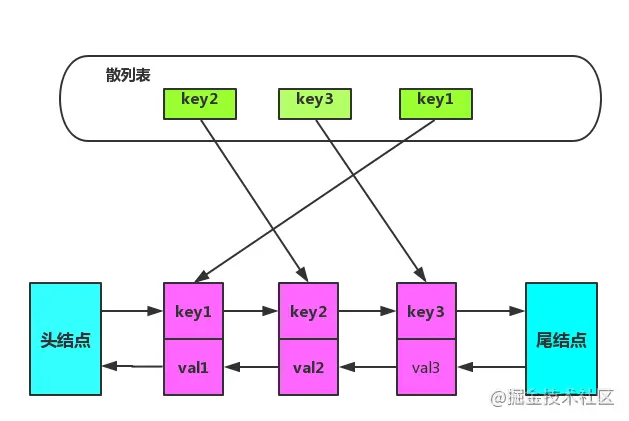 散列表
key2 key3 key1
头结点 key1 key2 key3 尾结点
val1 val2 val3
@掘金技术社区